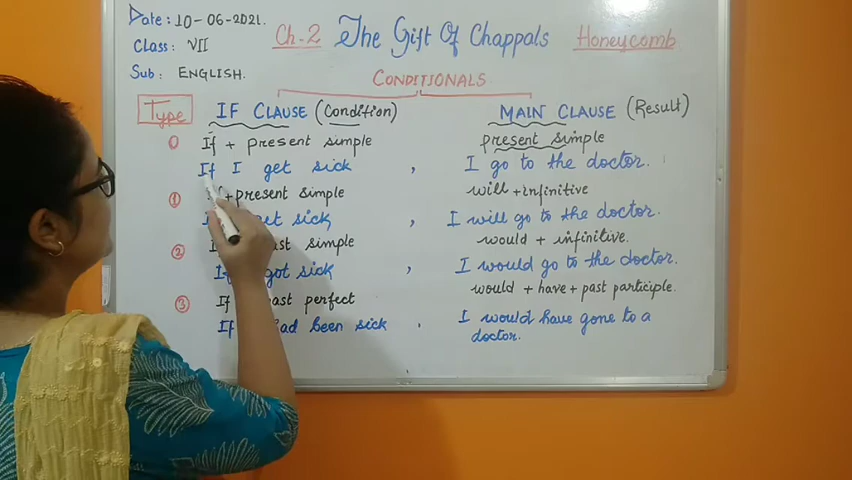 Date: 10-06-2021.
Class: VII
Sub: ENGLISH.
Ch.2 The Gift Of Chappals Honeycomb
CONDITIONALS
Type IF CLAUSE (Condition) MAIN CLAUSE (Result)
0 If + present simple present simple
If I get sick , I go to the doctor.
1 +present simple will + infinitive
get sick, I will go to the doctor.
2 simple would + infinitive.
If got sick , I would go to the doctor.
3 If past perfect would + have + past participle.
If had been sick , I would have gone to a
doctor.